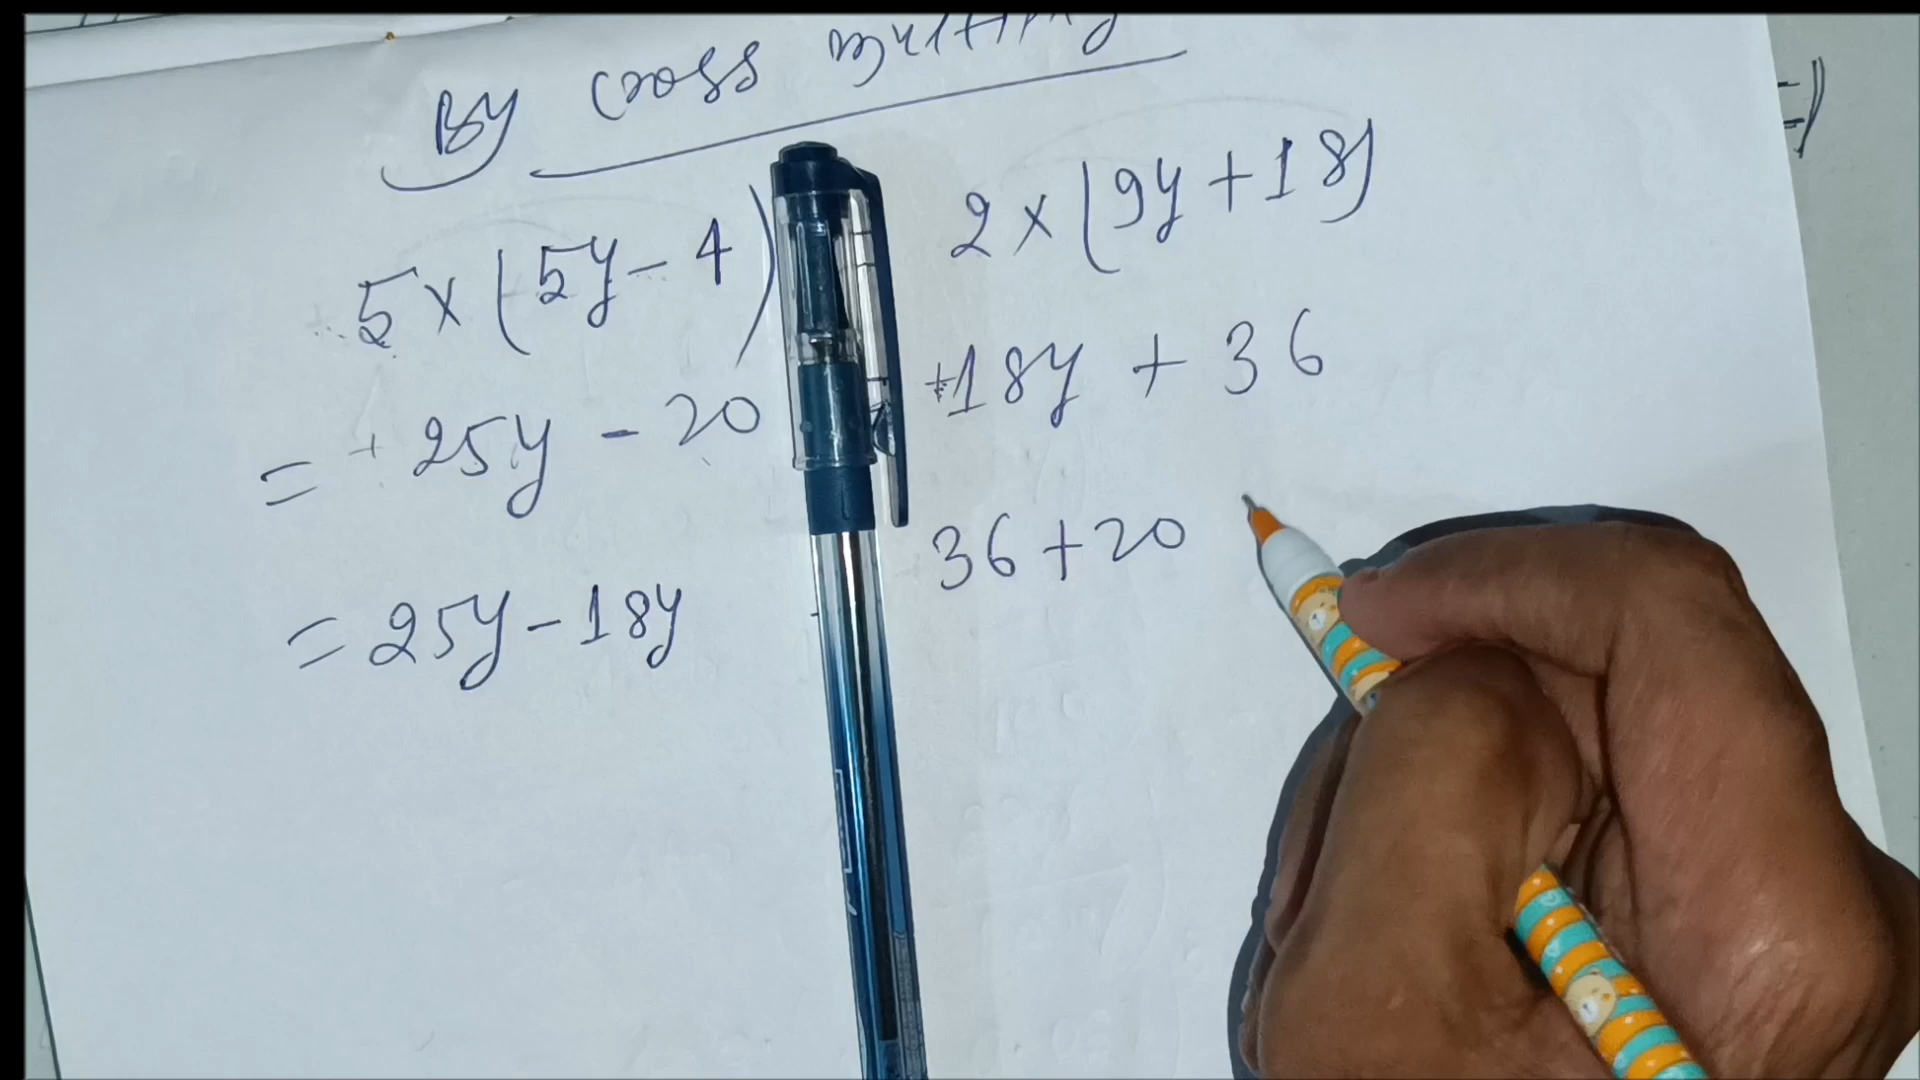 By cross multiply
5 x (5y - 4) 2 x (9y + 18)
= + 25y - 20 +18y + 36
= 25y - 18y 36 + 20